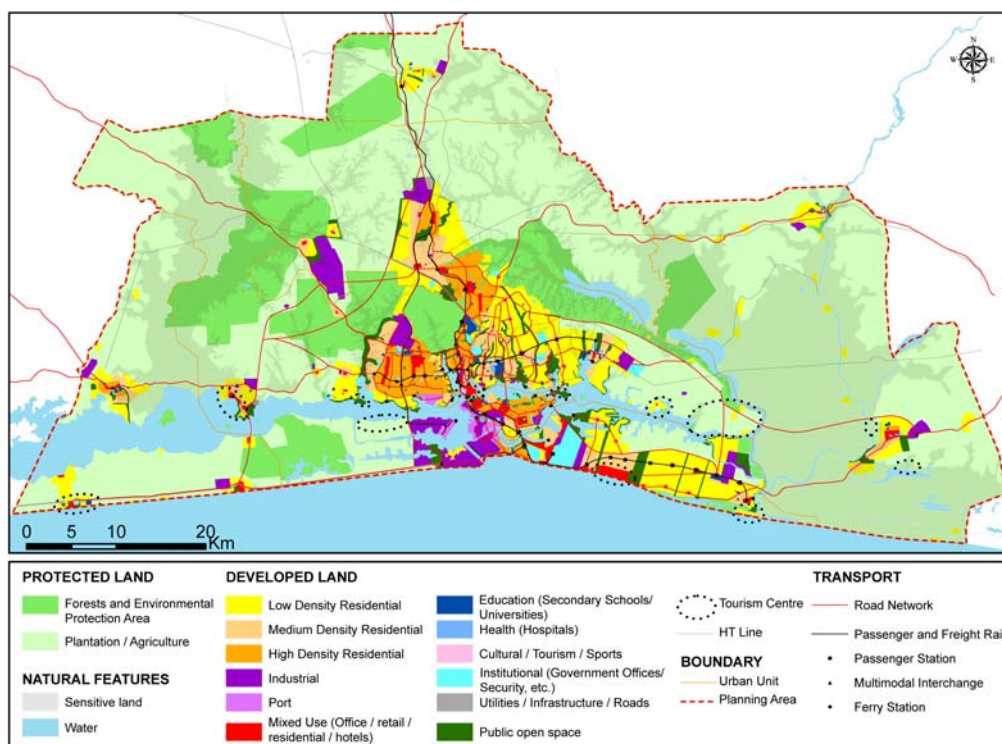 N
W E
S
0 5 10 20
Km
PROTECTED LAND
Forests and Environmental
Protection Area
Plantation / Agriculture
NATURAL FEATURES
Sensitive land
Water
DEVELOPED LAND
Low Density Residential
Medium Density Residential
High Density Residential
Industrial
Port
Mixed Use (Office / retail /
residential / hotels)
Education (Secondary Schools/
Universities)
Health (Hospitals)
Cultural / Tourism / Sports
Institutional (Government Offices/
Security, etc.)
Utilities / Infrastructure / Roads
Public open space
Tourism Centre
HT Line
BOUNDARY
Urban Unit
Planning Area
TRANSPORT
Road Network
Passenger and Freight Rail
Passenger Station
Multimodal Interchange
Ferry Station